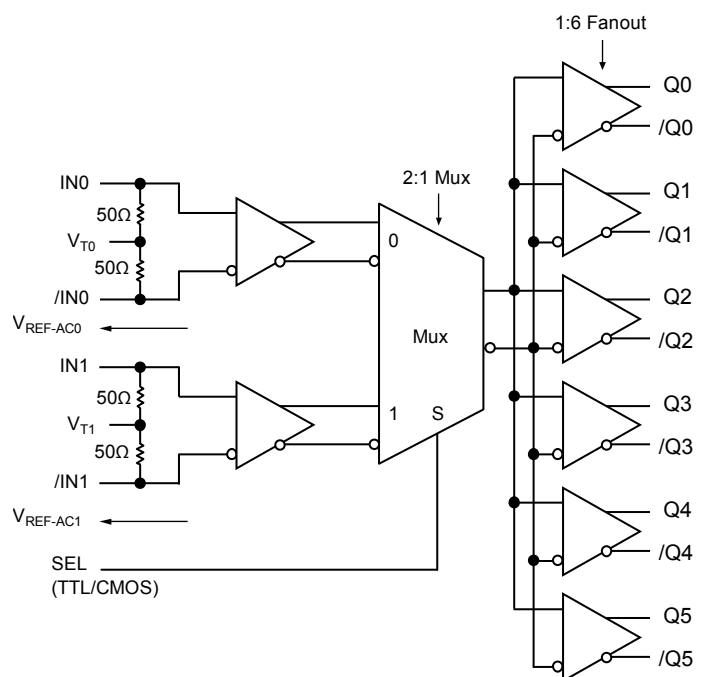 1:6 Fanout
Q0
/Q0
2:1 Mux
IN0
50Ω
VT0
50Ω
/IN0
VREF-AC0
IN1
50Ω
VT1
50Ω
/IN1
VREF-AC1
SEL
(TTL/CMOS)
0
Mux
1 S
Q1
/Q1
Q2
/Q2
Q3
/Q3
Q4
/Q4
Q5
/Q5